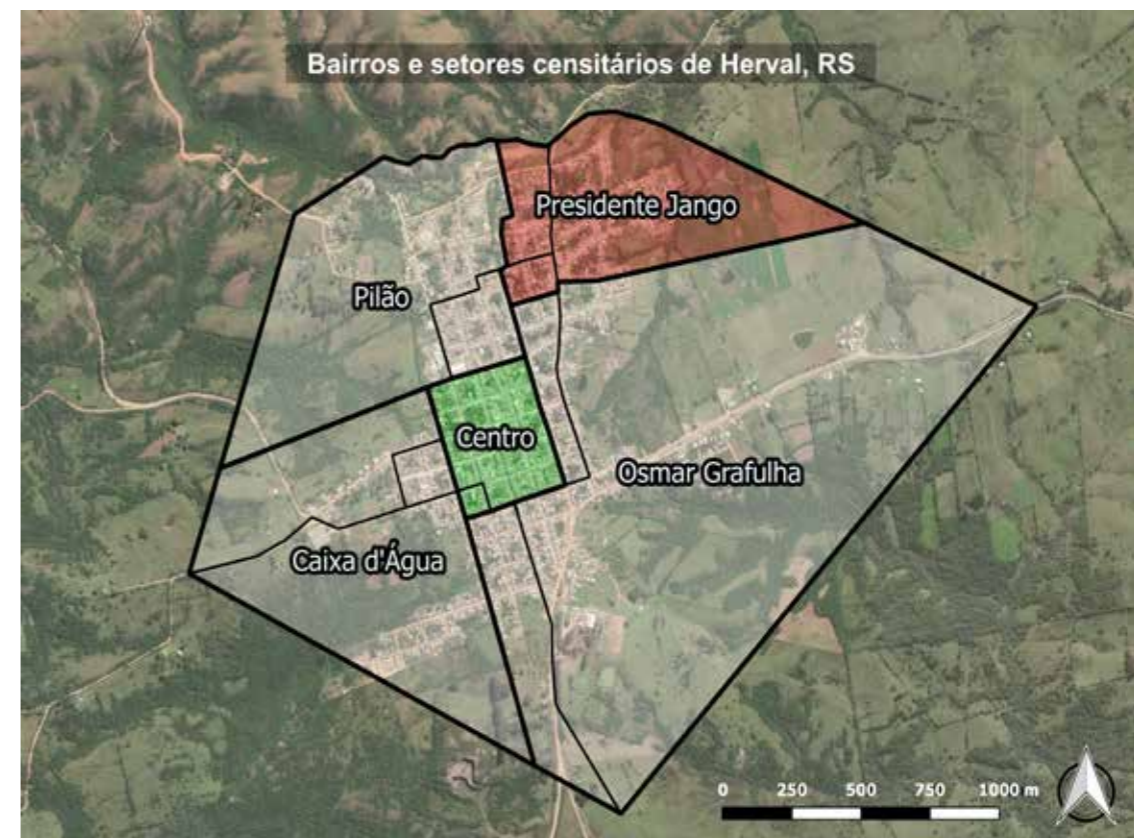 Bairros e setores censitários de Herval, RS
Presidente Jango
Pilão
Centro
Osmar Grafulha
Caixa d'Água
0 250 500 750 1000 m